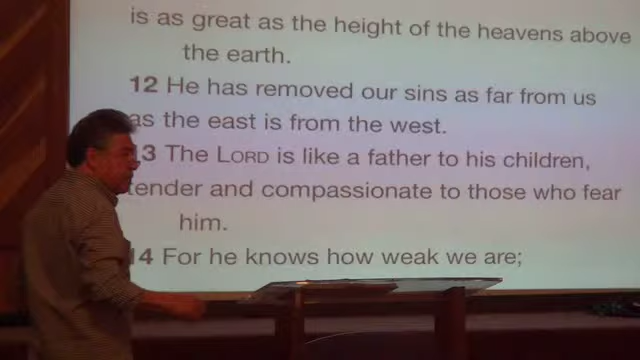 is as great as the height of the heavens above
the earth.
12 He has removed our sins as far from us
as the east is from the west.
3 The LORD is like a father to his children,
tender and compassionate to those who fear
him.
14 For he knows how weak we are;